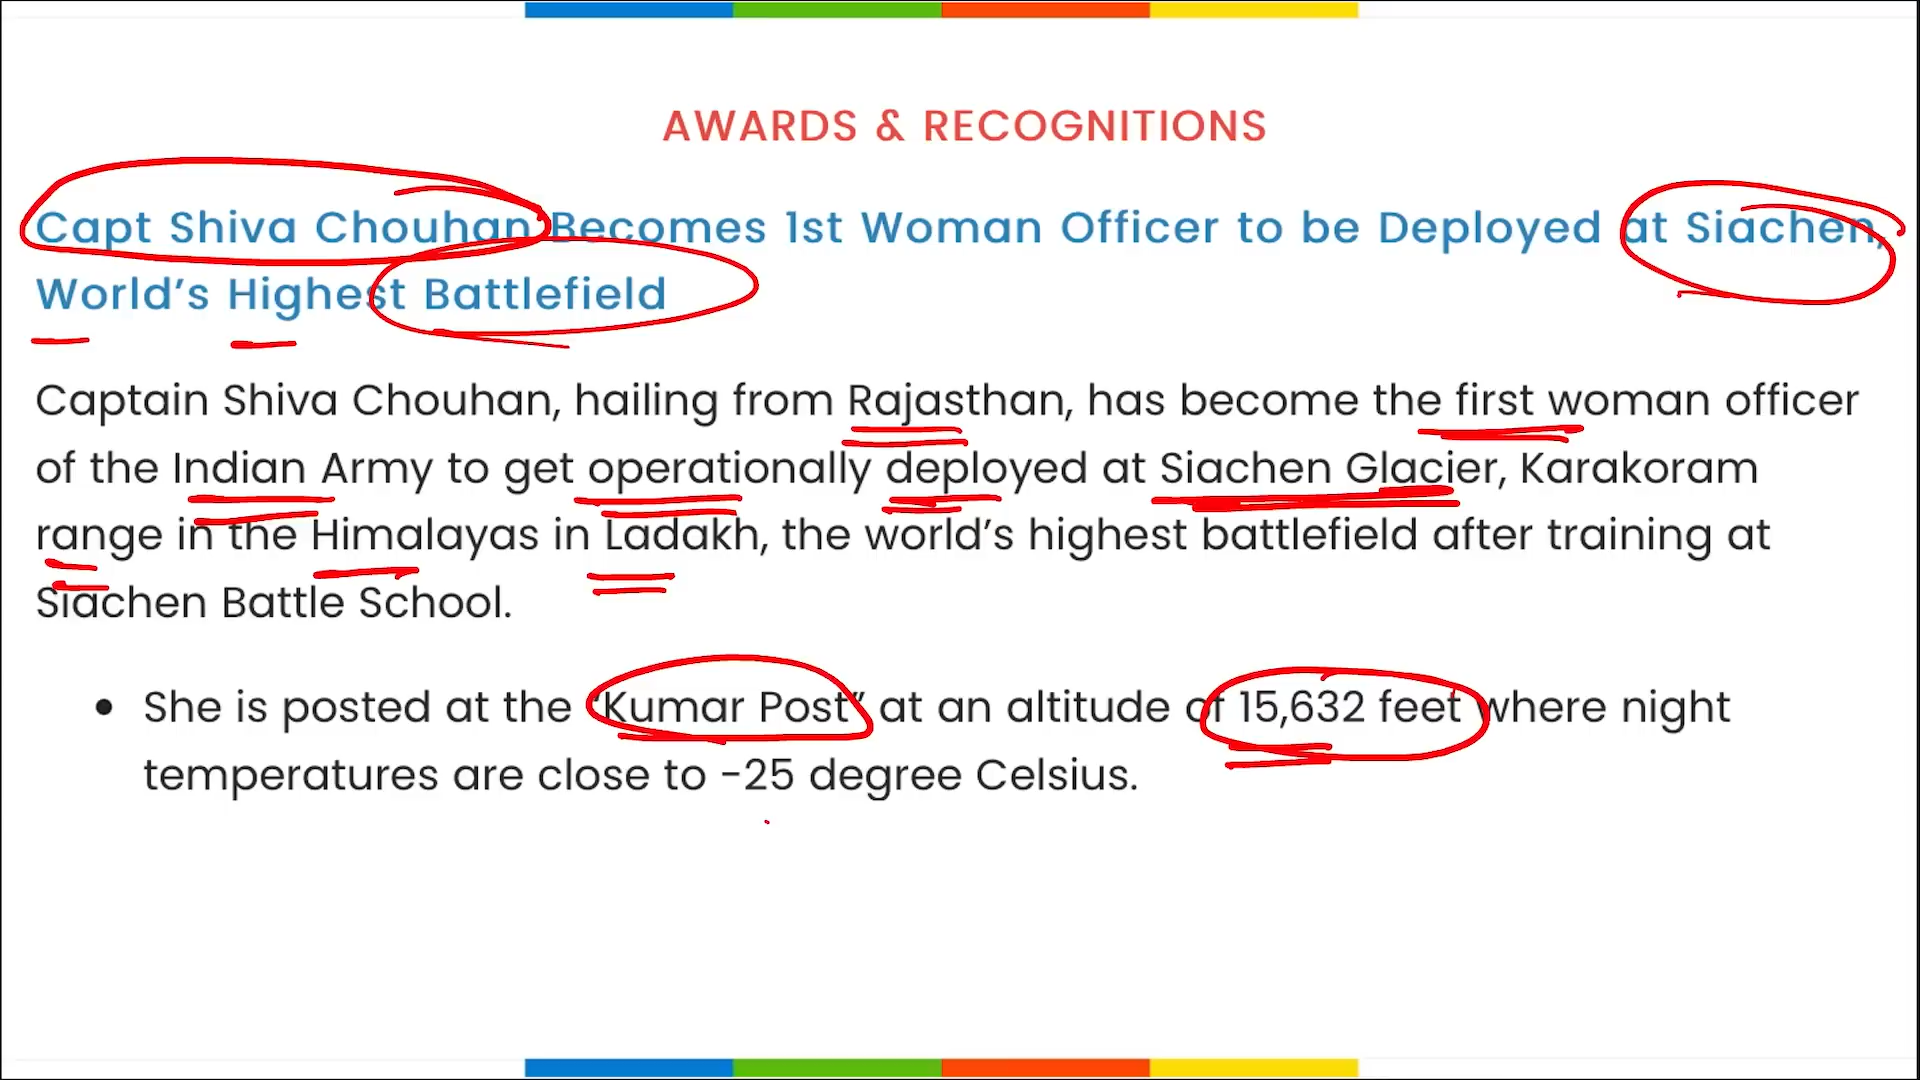 AWARDS & RECOGNITIONS
Capt Shiva Chouhan Becomes 1st Woman Officer to be Deployed at Siachen,
World’s Highest Battlefield
Captain Shiva Chouhan, hailing from Rajasthan, has become the first woman officer
of the Indian Army to get operationally deployed at Siachen Glacier, Karakoram
range in the Himalayas in Ladakh, the world’s highest battlefield after training at
Siachen Battle School.
• She is posted at the “Kumar Post” at an altitude of 15,632 feet where night
temperatures are close to -25 degree Celsius.